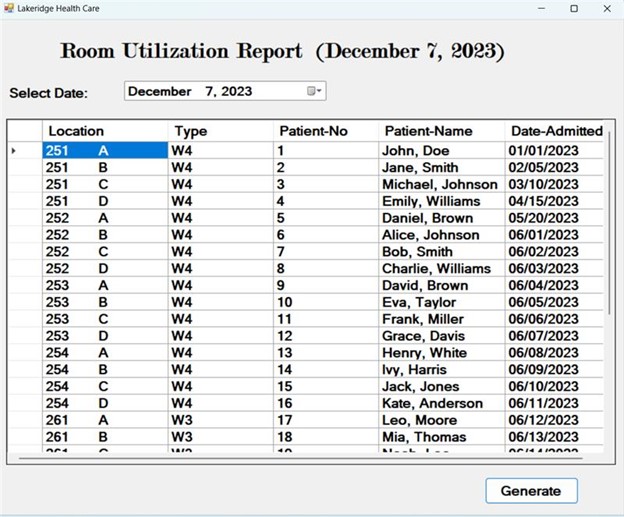 Lakeridge Health Care
Room Utilization Report (December 7, 2023)
Select Date: December 7, 2023
Location Type Patient-No Patient-Name Date-Admitted
251 A W4 1 John, Doe 01/01/2023
251 B W4 2 Jane, Smith 02/05/2023
251 C W4 3 Michael, Johnson 03/10/2023
251 D W4 4 Emily, Williams 04/15/2023
252 A W4 5 Daniel, Brown 05/20/2023
252 B W4 6 Alice, Johnson 06/01/2023
252 C W4 7 Bob, Smith 06/02/2023
252 D W4 8 Charlie, Williams 06/03/2023
253 A W4 9 David, Brown 06/04/2023
253 B W4 10 Eva, Taylor 06/05/2023
253 C W4 11 Frank, Miller 06/06/2023
253 D W4 12 Grace, Davis 06/07/2023
254 A W4 13 Henry, White 06/08/2023
254 B W4 14 Ivy, Harris 06/09/2023
254 C W4 15 Jack, Jones 06/10/2023
254 D W4 16 Kate, Anderson 06/11/2023
261 A W3 17 Leo, Moore 06/12/2023
261 B W3 18 Mia, Thomas 06/13/2023
Generate